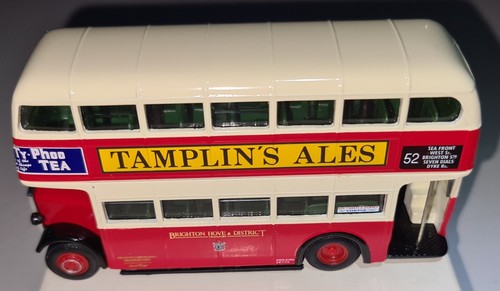 Ty·Phoo
TEA
TAMPLIN'S ALES
52
SEA FRONT
WEST St.
BRIGHTON STN
SEVEN DIALS
DYKE Rd.
BRIGHTON HOVE & DISTRICT